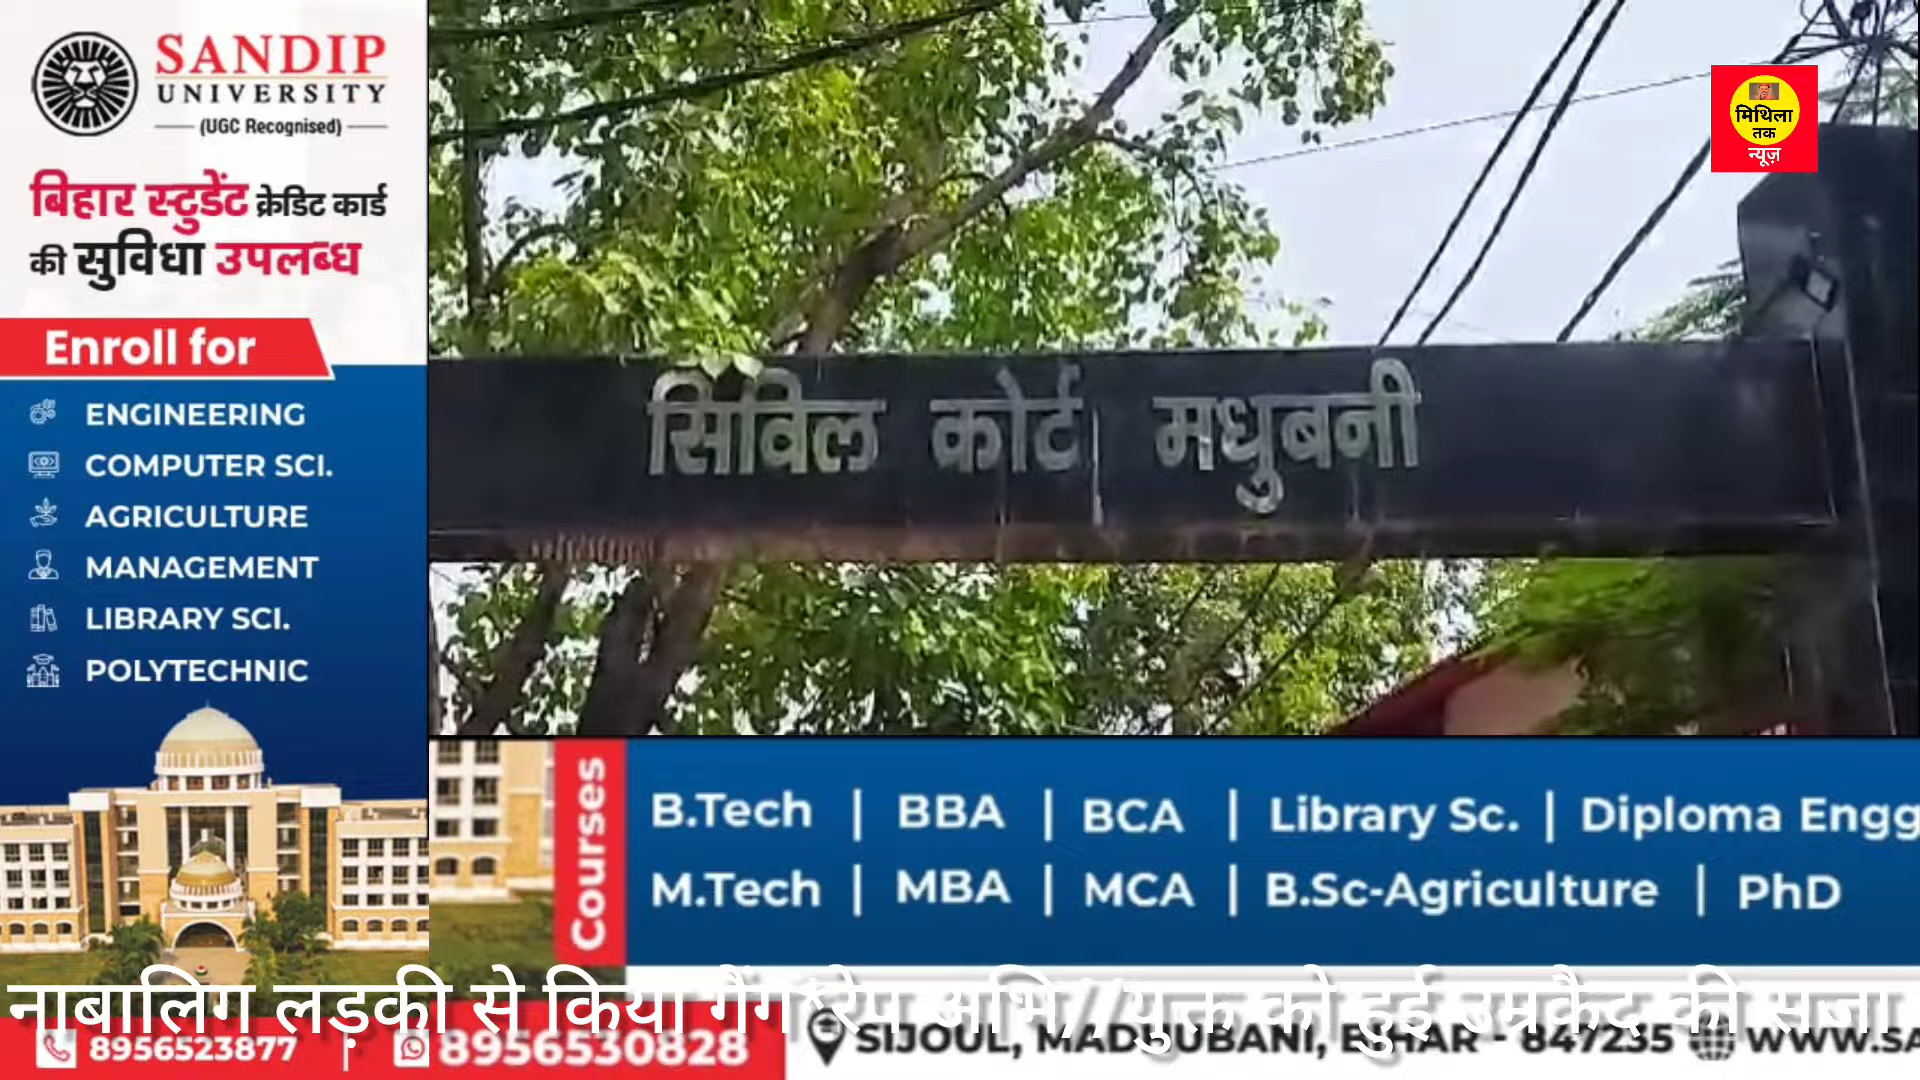 SANDIP
UNIVERSITY
(UGC Recognised)
बिहार स्टुडेंट क्रेडिट कार्ड
की सुविधा उपलब्ध
Enroll for
ENGINEERING
COMPUTER SCI.
AGRICULTURE
MANAGEMENT
LIBRARY SCI.
POLYTECHNIC
मिथिला
तक
न्यूज़
सिविल कोर्ट मधुबनी
Courses
B.Tech | BBA | BCA | Library Sc. | Diploma Engg
M.Tech | MBA | MCA | B.Sc-Agriculture | PhD
नाबालिग लड़की से किया गैंग*रेप अभि//युक्त को हुई उम्रकैद की सजा
8956523877 | 8956530828 SIJOUL, MADHUBANI, BIHAR - 847235 WWW.SA